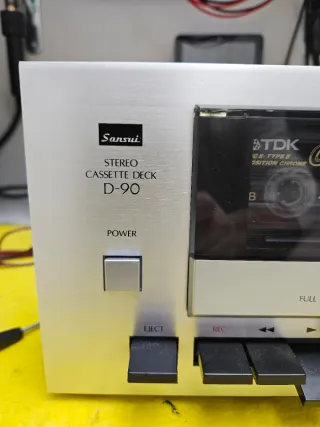 Sansui
STEREO
CASSETTE DECK
D-90
POWER
TDK
B
FULL
EJECT
REC